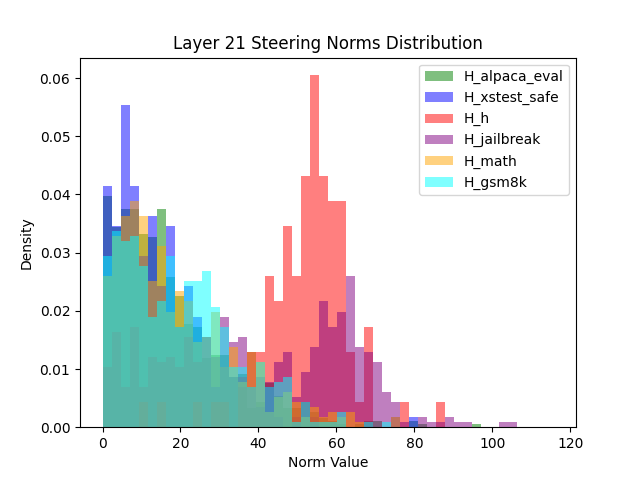 Layer 21 Steering Norms Distribution
H_alpaca_eval
H_xstest_safe
H_h
H_jailbreak
H_math
H_gsm8k
Density
0.06
0.05
0.04
0.03
0.02
0.01
0.00
0 20 40 60 80 100 120
Norm Value